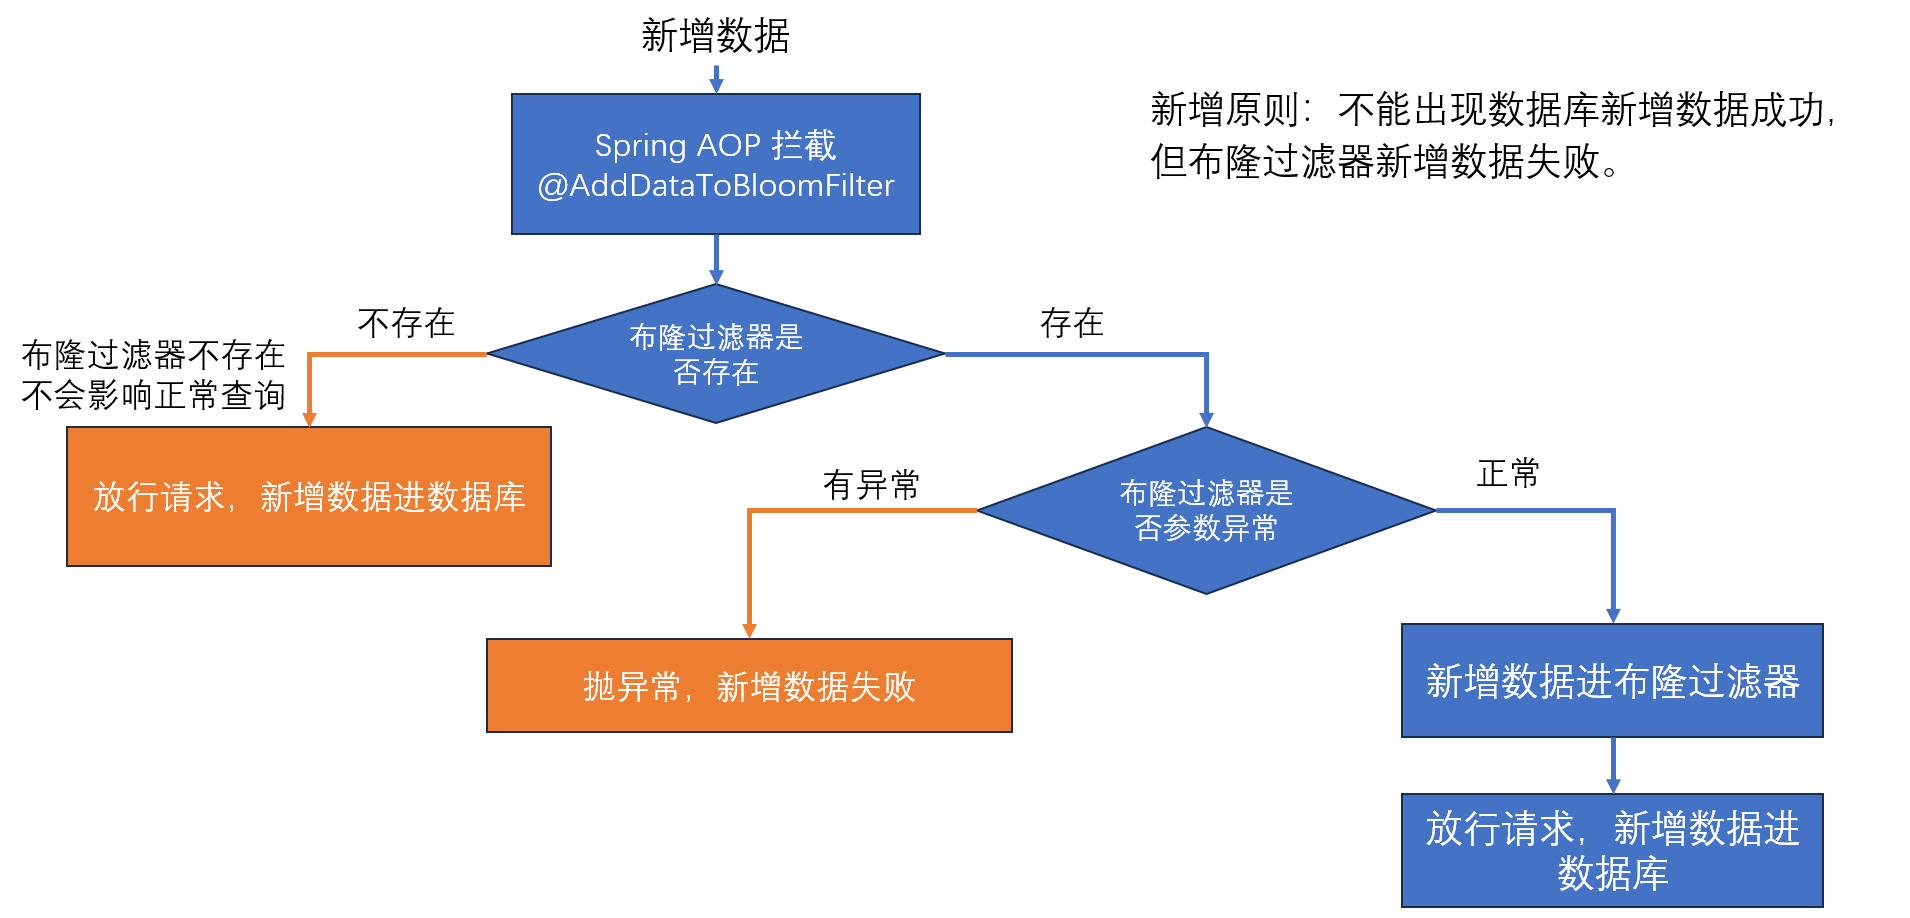 新增数据
新增原则：不能出现数据库新增数据成功，
但布隆过滤器新增数据失败。
Spring AOP 拦截
@AddDataToBloomFilter
不存在
存在
布隆过滤器是
否存在
布隆过滤器不存在
不会影响正常查询
放行请求，新增数据进数据库
有异常
正常
布隆过滤器是
否参数异常
抛异常，新增数据失败
新增数据进布隆过滤器
放行请求，新增数据进
数据库